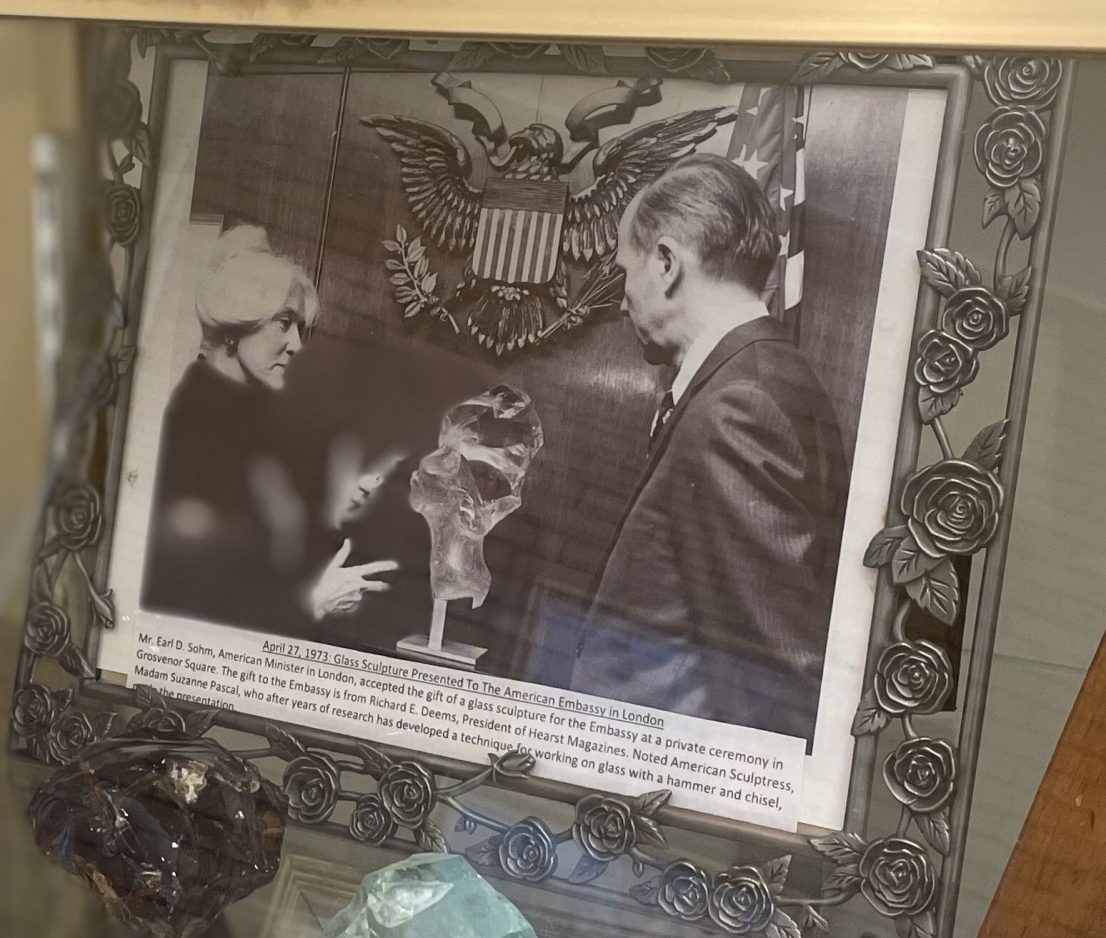 April 27, 1973: Glass Sculpture Presented To The American Embassy in London
Mr. Earl D. Sohm, American Minister in London, accepted the gift of a glass sculpture for the Embassy at a private ceremony in
Grosvenor Square. The gift to the Embassy is from Richard E. Deems, President of Hearst Magazines. Noted American Sculptress,
Madam Suzanne Pascal, who after years of research has developed a technique for working on glass with a hammer and chisel,
the presentation.